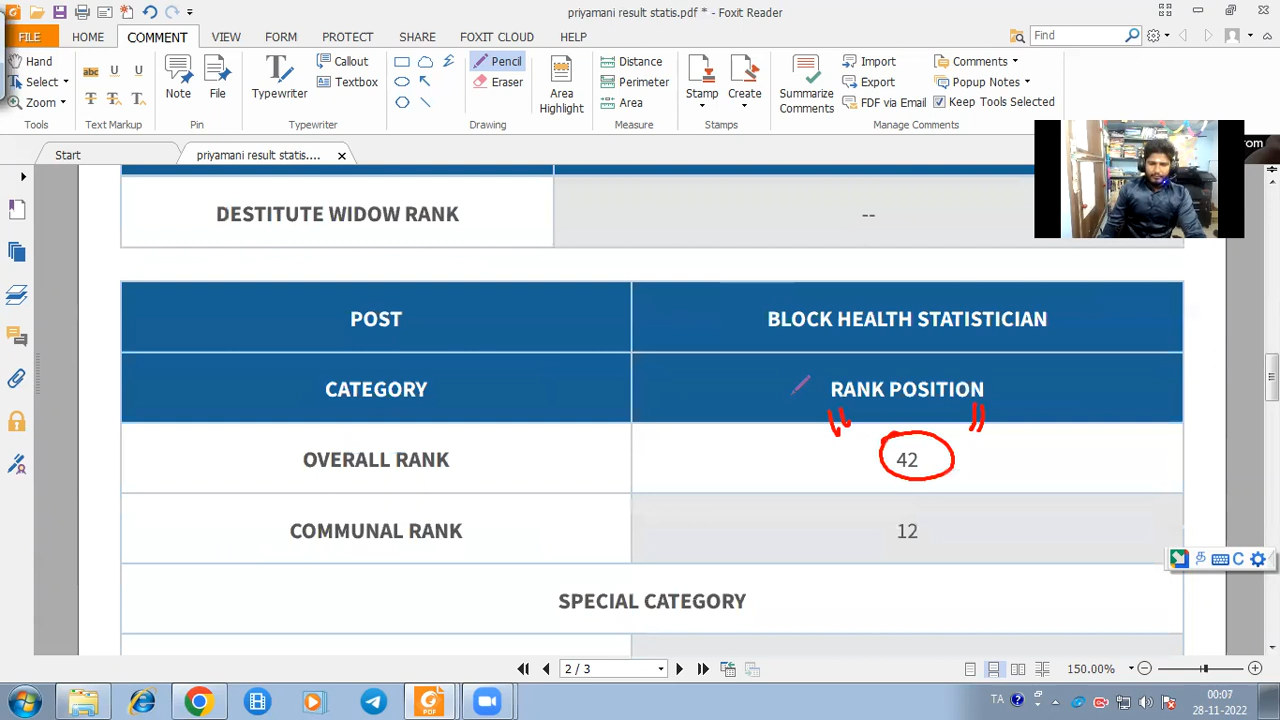 priyamani result statis.pdf * - Foxit Reader
FILE HOME COMMENT VIEW FORM PROTECT SHARE FOXIT CLOUD HELP Find
Hand
Select
Zoom
Tools
abc U U
T T T
Text Markup
Note
File
Pin
Typewriter
Callout
Textbox
Typewriter
Pencil
Eraser
Drawing
Area Highlight
Distance
Perimeter
Area
Measure
Stamp
Create
Stamps
Summarize Comments
Import
Export
FDF via Email
Comments
Popup Notes
Keep Tools Selected
Manage Comments
Start priyamani result statis....
om
DESTITUTE WIDOW RANK --
POST BLOCK HEALTH STATISTICIAN
CATEGORY RANK POSITION
OVERALL RANK 42
COMMUNAL RANK 12
SPECIAL CATEGORY
2 / 3 150.00%
TA 00:07
28-11-2022